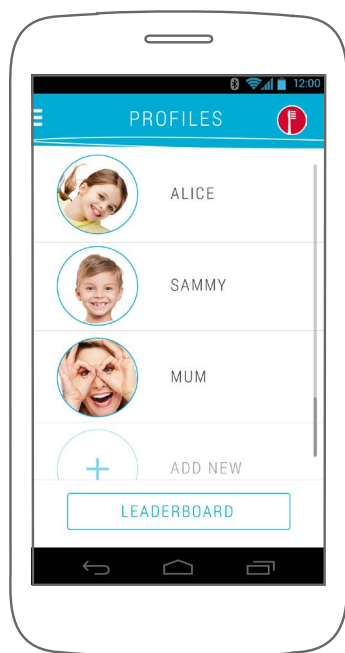 12:00
PROFILES
ALICE
SAMMY
MUM
ADD NEW
LEADERBOARD